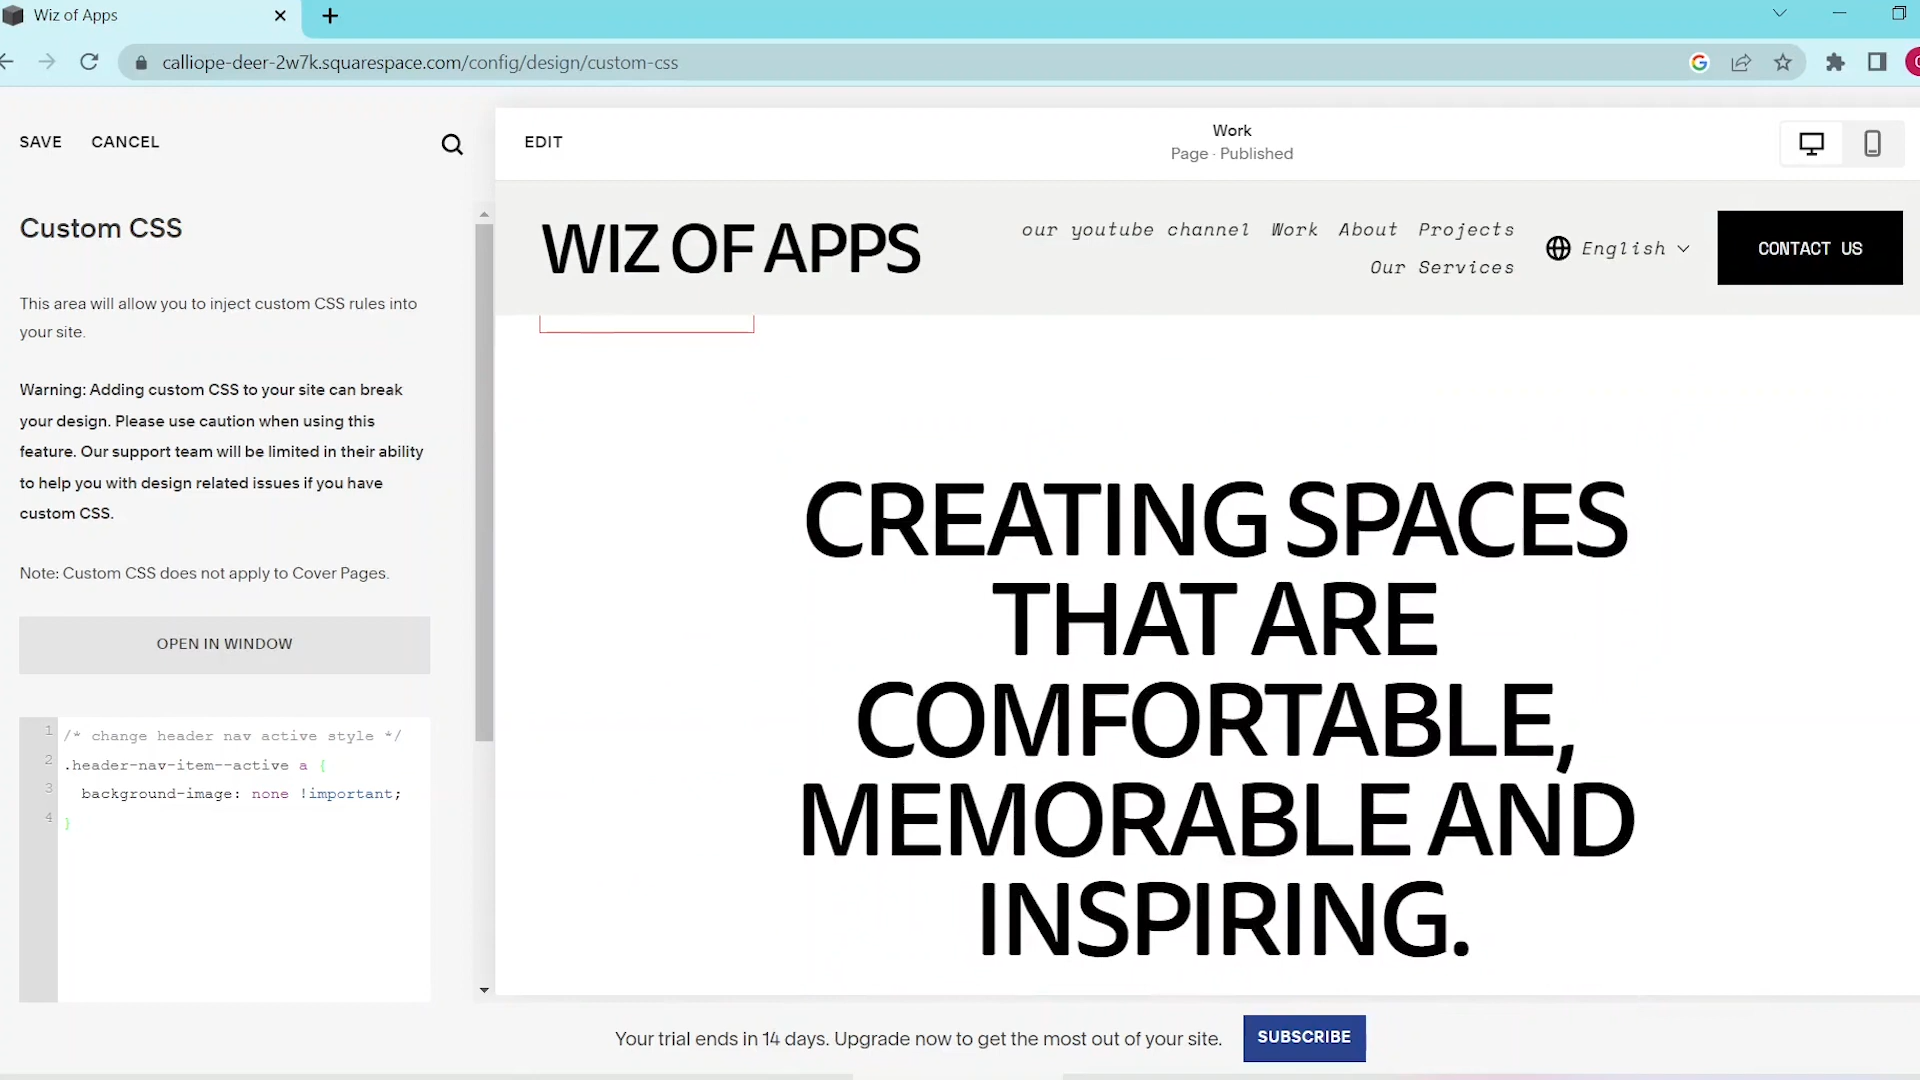 Wiz of Apps
calliope-deer-2w7k.squarespace.com/config/design/custom-css
SAVE CANCEL
Custom CSS
This area will allow you to inject custom CSS rules into
your site.
Warning: Adding custom CSS to your site can break
your design. Please use caution when using this
feature. Our support team will be limited in their ability
to help you with design related issues if you have
custom CSS.
Note: Custom CSS does not apply to Cover Pages.
OPEN IN WINDOW
1 /* change header nav active style */
2 .header-nav-item--active a {
3 background-image: none !important;
4 }
EDIT
Work
Page · Published
WIZ OF APPS
our youtube channel Work About Projects
Our Services
English
CONTACT US
CREATING SPACES
THAT ARE
COMFORTABLE,
MEMORABLE AND
INSPIRING.
Your trial ends in 14 days. Upgrade now to get the most out of your site.
SUBSCRIBE